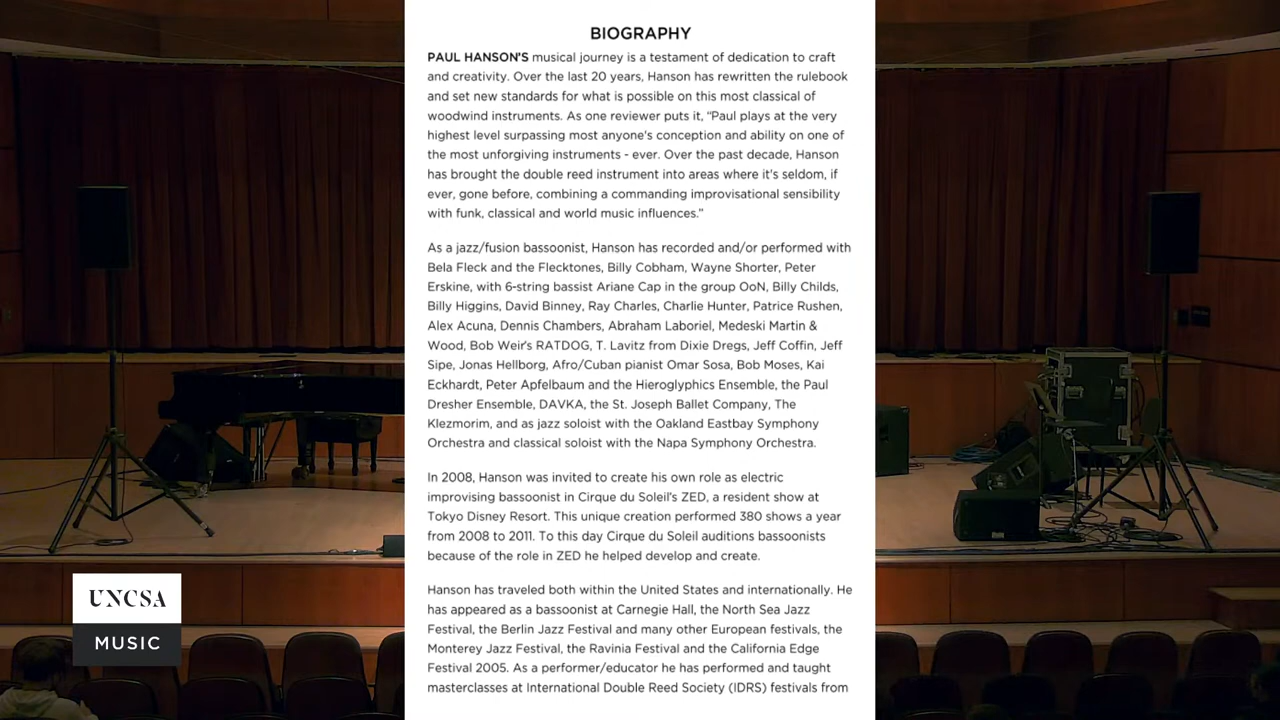 BIOGRAPHY
PAUL HANSON'S musical journey is a testament of dedication to craft
and creativity. Over the last 20 years, Hanson has rewritten the rulebook
and set new standards for what is possible on this most classical of
woodwind instruments. As one reviewer puts it, “Paul plays at the very
highest level surpassing most anyone's conception and ability on one of
the most unforgiving instruments - ever. Over the past decade, Hanson
has brought the double reed instrument into areas where it's seldom, if
ever, gone before, combining a commanding improvisational sensibility
with funk, classical and world music influences.”
As a jazz/fusion bassoonist, Hanson has recorded and/or performed with
Bela Fleck and the Flecktones, Billy Cobham, Wayne Shorter, Peter
Erskine, with 6-string bassist Ariane Cap in the group OoN, Billy Childs,
Billy Higgins, David Binney, Ray Charles, Charlie Hunter, Patrice Rushen,
Alex Acuna, Dennis Chambers, Abraham Laboriel, Medeski Martin &
Wood, Bob Weir's RATDOG, T. Lavitz from Dixie Dregs, Jeff Coffin, Jeff
Sipe, Jonas Hellborg, Afro/Cuban pianist Omar Sosa, Bob Moses, Kai
Eckhardt, Peter Apfelbaum and the Hieroglyphics Ensemble, the Paul
Dresher Ensemble, DAVKA, the St. Joseph Ballet Company, The
Klezmorim, and as jazz soloist with the Oakland Eastbay Symphony
Orchestra and classical soloist with the Napa Symphony Orchestra.
In 2008, Hanson was invited to create his own role as electric
improvising bassoonist in Cirque du Soleil's ZED, a resident show at
Tokyo Disney Resort. This unique creation performed 380 shows a year
from 2008 to 2011. To this day Cirque du Soleil auditions bassoonists
because of the role in ZED he helped develop and create.
Hanson has traveled both within the United States and internationally. He
has appeared as a bassoonist at Carnegie Hall, the North Sea Jazz
Festival, the Berlin Jazz Festival and many other European festivals, the
Monterey Jazz Festival, the Ravinia Festival and the California Edge
Festival 2005. As a performer/educator he has performed and taught
masterclasses at International Double Reed Society (IDRS) festivals from
UNCSA
MUSIC